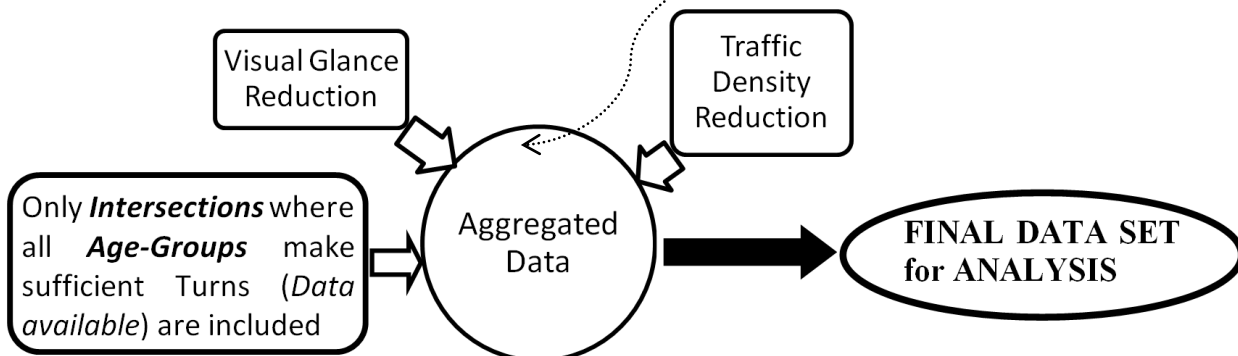 Visual Glance
Reduction
Traffic
Density
Reduction
Only Intersections where
all Age-Groups make
sufficient Turns (Data
available) are included
Aggregated
Data
FINAL DATA SET
for ANALYSIS